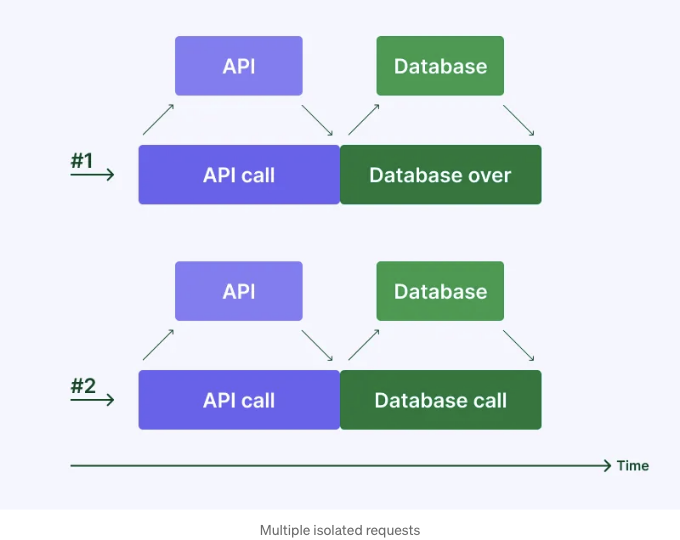 API
Database
#1
API call
Database over
API
Database
#2
API call
Database call
Time
Multiple isolated requests